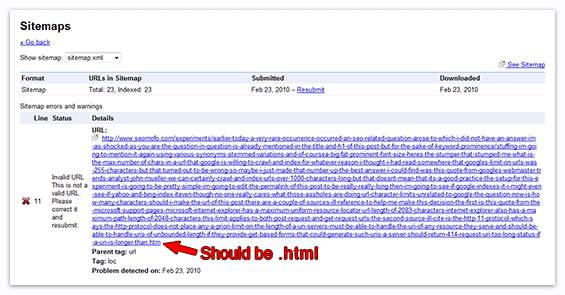 Sitemaps
« Go back
Show sitemap: sitemap.xml
See Sitemap
Format URLs in Sitemap Submitted Downloaded
Sitemap Total: 23, Indexed: 23 Feb 23, 2010 – Resubmit Feb 23, 2010
Sitemap errors and warnings
Line Status Details
URL:
http://www.seomofo.com/experiments/earlier-today-a-very-rare-occurrence-occurred-an-seo-related-question-arose-to-which-i-did-not-have-an-answer-im
-as-shocked-as-you-are-the-question-in-question-is-already-mentioned-in-the-title-and-h1-of-this-post-but-for-the-sake-of-keyword-prominence/stuffing-im-go
ing-to-mention-it-again-using-various-synonyms-stemmed-variations-and-of-coursea-big-fat-prominent-font-size-heres-the-stumper-that-stumped-me-what-is-
the-max-number-of-chars-in-a-url-that-google-is-willing-to-crawl-and-index-for-whatever-reason-i-thought-i-had-read-somewhere-that-googles-limit-on-urls-was
-255-characters-but-that-turned-out-to-be-wrong-so-maybe-i-just-made-that-number-up-the-best-answer-i-could-find-was-this-quote-from-googles-webmaster-tr
ends-analyst-john-mueller-we-can-certainly-crawl-and-index-urls-over-1000-characters-long-but-that-doesnt-mean-that-its-a-good-practice-the-setup-for-this-e
xperiment-is-going-to-be-pretty-simple-im-going-to-edit-the-permalink-of-this-post-to-be-really-really-long-then-im-going-to-see-if-google-indexes-it-i-might-even
-see-if-yahoo-and-bing-index-it-even-though-no-one-really-cares-what-those-assholes-are-doing-url-character-limits-unrelated-to-google-the-question-now-is-ho
w-many-characters-should-i-make-the-url-of-this-post-there-are-a-couple-of-sources-ill-reference-to-help-me-make-this-decision-the-first-is-this-quote-from-the
-microsoft-support-pages-microsoft-internet-explorer-has-a-maximum-uniform-resource-locator-url-length-of-2083-characters-internet-explorer-also-has-a-ma
ximum-path-length-of-2048-characters-this-limit-applies-to-both-post-request-and-get-request-urls-the-second-source-ill-cite-is-the-http-11-protocol-which-s
ays-the-http-protocol-does-not-place-any-a-priori-limit-on-the-length-of-a-uri-servers-must-be-able-to-handle-the-uri-of-any-resource-they-serve-and-should-be-
able-to-handle-uris-of-unbounded-length-if-they-provide-get-based-forms-that-could-generate-such-uris-a-server-should-return-414-request-uri-too-long-status-if
-a-uri-is-longer-than.htm
11 Invalid URL
This is not a
valid URL.
Please
correct it
and
resubmit.
Should be .html
Parent tag: url
Tag: loc
Problem detected on: Feb 23, 2010